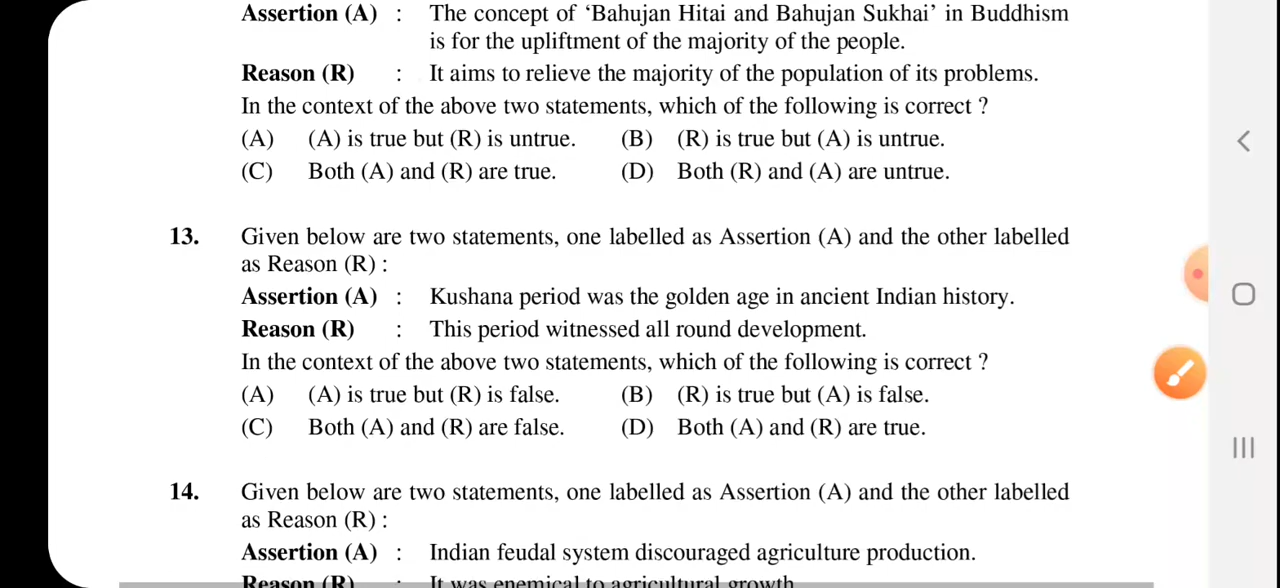 Assertion (A) : The concept of ‘Bahujan Hitai and Bahujan Sukhai’ in Buddhism
is for the upliftment of the majority of the people.
Reason (R) : It aims to relieve the majority of the population of its problems.
In the context of the above two statements, which of the following is correct ?
(A) (A) is true but (R) is untrue. (B) (R) is true but (A) is untrue.
(C) Both (A) and (R) are true. (D) Both (R) and (A) are untrue.
13. Given below are two statements, one labelled as Assertion (A) and the other labelled
as Reason (R) :
Assertion (A) : Kushana period was the golden age in ancient Indian history.
Reason (R) : This period witnessed all round development.
In the context of the above two statements, which of the following is correct ?
(A) (A) is true but (R) is false. (B) (R) is true but (A) is false.
(C) Both (A) and (R) are false. (D) Both (A) and (R) are true.
14. Given below are two statements, one labelled as Assertion (A) and the other labelled
as Reason (R) :
Assertion (A) : Indian feudal system discouraged agriculture production.
Reason (R) : It was enemical to agricultural growth